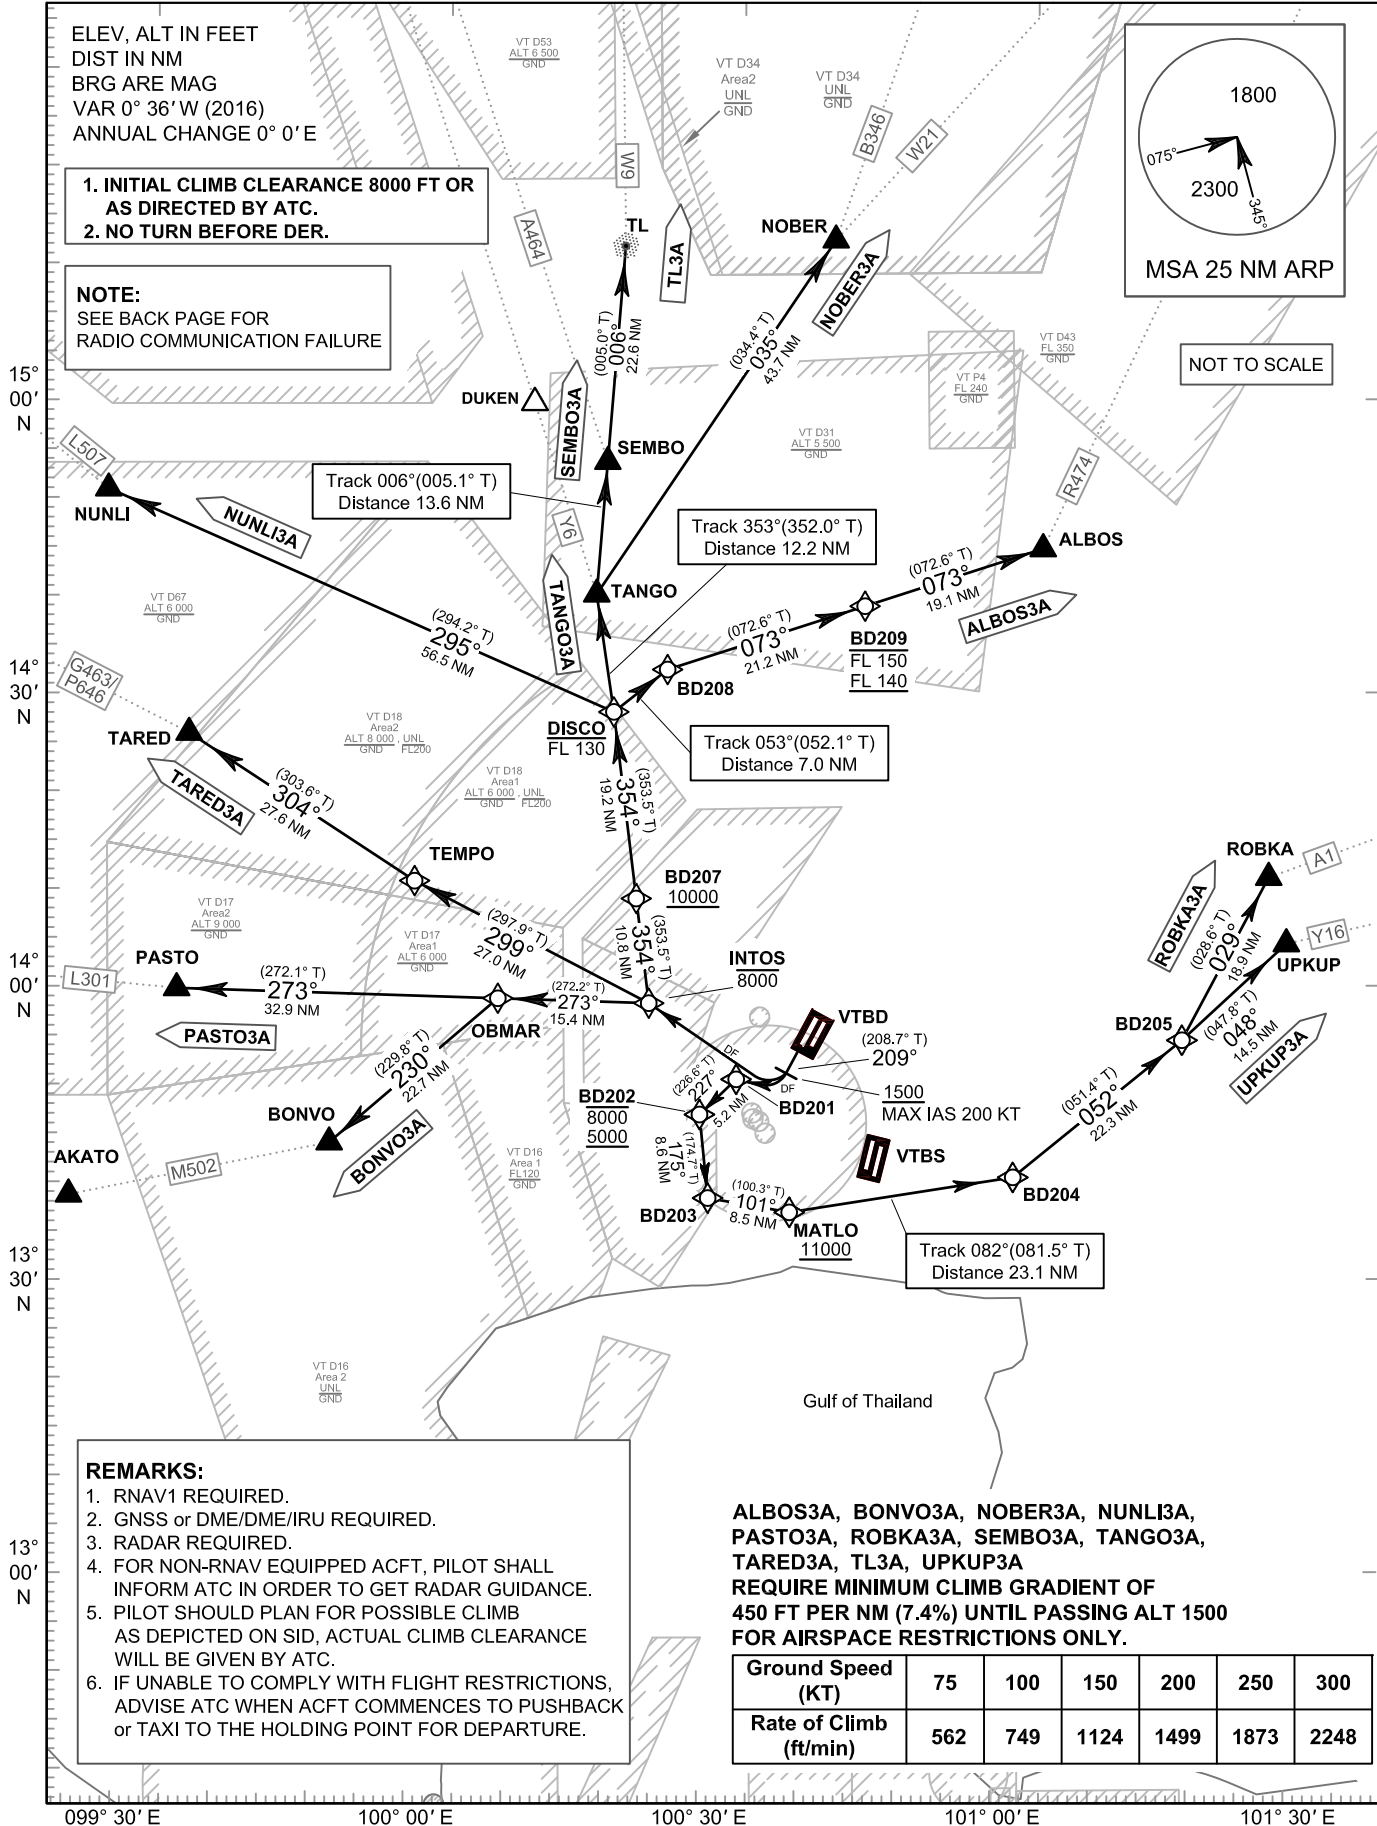 ELEV, ALT IN FEET
DIST IN NM
BRG ARE MAG
VAR 0° 36′ W (2016)
ANNUAL CHANGE 0° 0′ E
1. INITIAL CLIMB CLEARANCE 8000 FT OR
AS DIRECTED BY ATC.
2. NO TURN BEFORE DER.
NOTE:
SEE BACK PAGE FOR
RADIO COMMUNICATION FAILURE
VT D53
ALT 6 500
GND
VT D34
Area2
UNL
GND
VT D34
UNL
GND
B346
W21
W9
A464
1800
075°
2300
345°
MSA 25 NM ARP
NOT TO SCALE
TL
TL3A
NOBER
NOBER3A
(005.0° T)
006°
22.6 NM
(034.4° T)
035°
43.7 NM
VT D43
FL 350
GND
VT P4
FL 240
GND
VT D31
ALT 5 500
GND
15°
00′
N
DUKEN
SEMBO3A
SEMBO
L507
NUNLI
NUNLI3A
Track 006°(005.1° T)
Distance 13.6 NM
Y6
Track 353°(352.0° T)
Distance 12.2 NM
R474
ALBOS
TANGO
TANGO3A
(072.6° T)
073°
19.1 NM
ALBOS3A
VT D67
ALT 6 000
GND
(294.2° T)
295°
56.5 NM
(072.6° T)
073°
21.2 NM
BD209
FL 150
FL 140
BD208
14°
30′
N
G463/
P646
TARED
TARED3A
VT D18
Area2
ALT 8 000 , UNL
GND FL200
DISCO
FL 130
Track 053°(052.1° T)
Distance 7.0 NM
VT D18
Area1
ALT 6 000 , UNL
GND FL200
(303.6° T)
304°
27.6 NM
(353.5° T)
354°
19.2 NM
TEMPO
BD207
10000
ROBKA
A1
ROBKA3A
VT D17
Area2
ALT 9 000
GND
VT D17
Area1
ALT 6 000
GND
(297.9° T)
299°
27.0 NM
(353.5° T)
354°
10.8 NM
(028.6° T)
029°
18.9 NM
Y16
UPKUP
14°
00′
N
L301
PASTO
(272.1° T)
273°
32.9 NM
PASTO3A
(272.2° T)
273°
15.4 NM
OBMAR
INTOS
8000
VTBD
(208.7° T)
209°
BD205
(047.8° T)
048°
14.5 NM
UPKUP3A
(229.8° T)
230°
22.7 NM
DF
DF
(226.6° T)
227°
5.2 NM
BD201
1500
MAX IAS 200 KT
BD202
8000
5000
(051.4° T)
052°
22.3 NM
BONVO
BONVO3A
AKATO
M502
VT D16
Area 1
FL120
GND
(174.7° T)
175°
8.6 NM
VTBS
BD204
BD203
(100.3° T)
101°
8.5 NM
MATLO
11000
Track 082°(081.5° T)
Distance 23.1 NM
13°
30′
N
VT D16
Area 2
UNL
GND
Gulf of Thailand
REMARKS:
1. RNAV1 REQUIRED.
2. GNSS or DME/DME/IRU REQUIRED.
3. RADAR REQUIRED.
4. FOR NON-RNAV EQUIPPED ACFT, PILOT SHALL
INFORM ATC IN ORDER TO GET RADAR GUIDANCE.
5. PILOT SHOULD PLAN FOR POSSIBLE CLIMB
AS DEPICTED ON SID, ACTUAL CLIMB CLEARANCE
WILL BE GIVEN BY ATC.
6. IF UNABLE TO COMPLY WITH FLIGHT RESTRICTIONS,
ADVISE ATC WHEN ACFT COMMENCES TO PUSHBACK
or TAXI TO THE HOLDING POINT FOR DEPARTURE.
13°
00′
N
ALBOS3A, BONVO3A, NOBER3A, NUNLI3A,
PASTO3A, ROBKA3A, SEMBO3A, TANGO3A,
TARED3A, TL3A, UPKUP3A
REQUIRE MINIMUM CLIMB GRADIENT OF
450 FT PER NM (7.4%) UNTIL PASSING ALT 1500
FOR AIRSPACE RESTRICTIONS ONLY.
Ground Speed (KT) 75 100 150 200 250 300
Rate of Climb (ft/min) 562 749 1124 1499 1873 2248
099° 30′ E 100° 00′ E 100° 30′ E 101° 00′ E 101° 30′ E